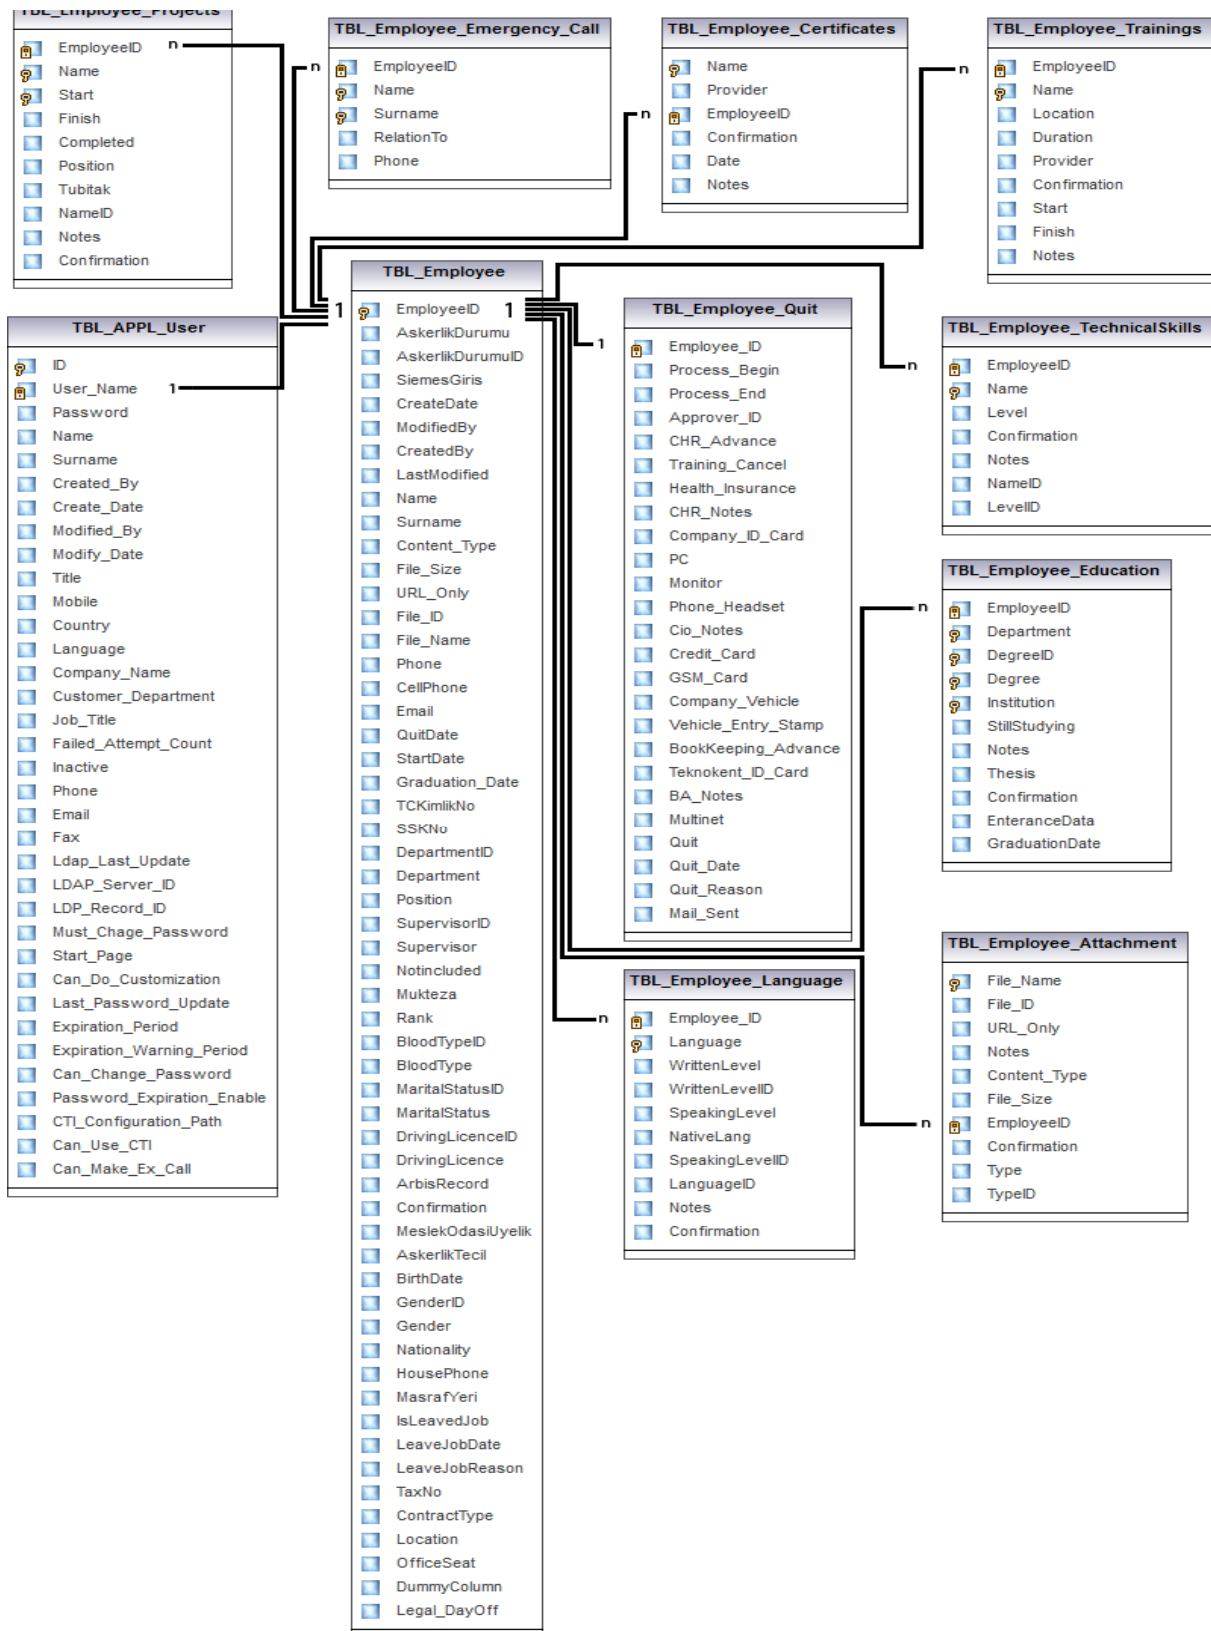 TBL_Employee_Projects
EmployeeID
n
Name
Start
Finish
Completed
Position
Tubitak
NameID
Notes
Confirmation
TBL_Employee_Emergency_Call
n
EmployeeID
Name
Surname
RelationTo
Phone
TBL_Employee_Certificates
Name
Provider
n
EmployeeID
Confirmation
Date
Notes
TBL_Employee_Trainings
n
EmployeeID
Name
Location
Duration
Provider
Confirmation
Start
Finish
Notes
TBL_APPL_User
ID
User_Name
1
Password
Name
Surname
Created_By
Create_Date
Modified_By
Modify_Date
Title
Mobile
Country
Language
Company_Name
Customer_Department
Job_Title
Failed_Attempt_Count
Inactive
Phone
Email
Fax
Ldap_Last_Update
LDAP_Server_ID
LDP_Record_ID
Must_Chage_Password
Start_Page
Can_Do_Customization
Last_Password_Update
Expiration_Period
Expiration_Warning_Period
Can_Change_Password
Password_Expiration_Enable
CTI_Configuration_Path
Can_Use_CTI
Can_Make_Ex_Call
TBL_Employee
1
EmployeeID
1
AskerlikDurumu
AskerlikDurumuID
SiemesGiris
CreateDate
ModifiedBy
CreatedBy
LastModified
Name
Surname
Content_Type
File_Size
URL_Only
File_ID
File_Name
Phone
CellPhone
Email
QuitDate
StartDate
Graduation_Date
TCKimlikNo
SSKNo
DepartmentID
Department
Position
SupervisorID
Supervisor
Notincluded
Mukteza
Rank
BloodTypeID
BloodType
MaritalStatusID
MaritalStatus
DrivingLicenceID
DrivingLicence
ArbisRecord
Confirmation
MeslekOdasiUyelik
AskerlikTecil
BirthDate
GenderID
Gender
Nationality
HousePhone
MasrafYeri
IsLeavedJob
LeaveJobDate
LeaveJobReason
TaxNo
ContractType
Location
OfficeSeat
DummyColumn
Legal_DayOff
TBL_Employee_Quit
1
Employee_ID
Process_Begin
Process_End
Approver_ID
CHR_Advance
Training_Cancel
Health_Insurance
CHR_Notes
Company_ID_Card
PC
Monitor
Phone_Headset
Cio_Notes
Credit_Card
GSM_Card
Company_Vehicle
Vehicle_Entry_Stamp
BookKeeping_Advance
Teknokent_ID_Card
BA_Notes
Multinet
Quit
Quit_Date
Quit_Reason
Mail_Sent
TBL_Employee_Language
n
Employee_ID
Language
WrittenLevel
WrittenLevelID
SpeakingLevel
NativeLang
SpeakingLevelID
LanguageID
Notes
Confirmation
TBL_Employee_TechnicalSkills
n
EmployeeID
Name
Level
Confirmation
Notes
NameID
LevelID
TBL_Employee_Education
n
EmployeeID
Department
DegreeID
Degree
Institution
StillStudying
Notes
Thesis
Confirmation
EnteranceData
GraduationDate
TBL_Employee_Attachment
File_Name
File_ID
URL_Only
Notes
Content_Type
File_Size
n
EmployeeID
Confirmation
Type
TypeID